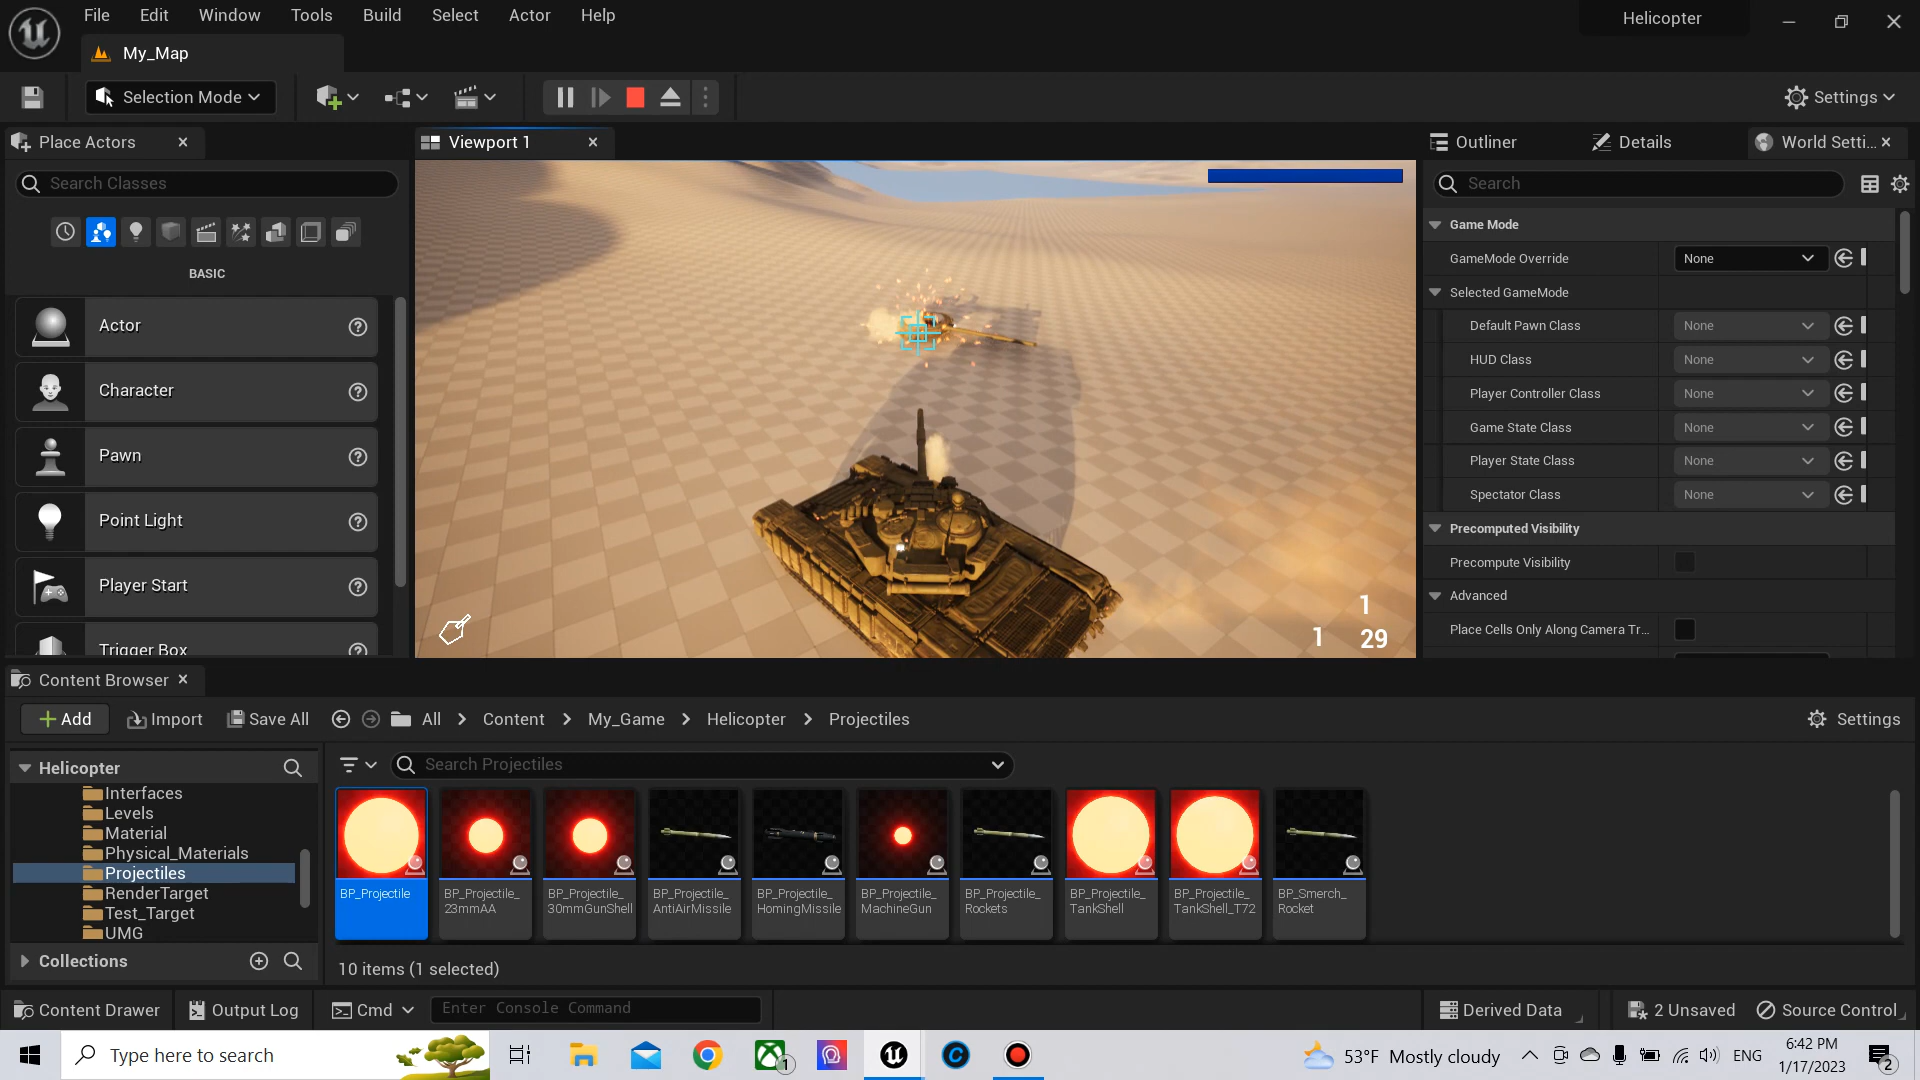 File Edit Window Tools Build Select Actor Help
Helicopter
My_Map
Selection Mode
Settings
Place Actors
Viewport 1
Outliner
Details
World Setti...
Search Classes
Search
BASIC
Game Mode
GameMode Override None
Selected GameMode
Actor
Default Pawn Class None
HUD Class None
Character
Player Controller Class None
Game State Class None
Pawn
Player State Class None
Spectator Class None
Point Light
Precomputed Visibility
Precompute Visibility
Player Start
Advanced
Place Cells Only Along Camera Tr...
Trigger Box
1
1 29
Content Browser
Add Import Save All All Content My_Game Helicopter Projectiles Settings
Helicopter
Search Projectiles
Interfaces
Levels
Material
Physical_Materials
Projectiles
RenderTarget
Test_Target
UMG
Collections
BP_Projectile
BP_Projectile_
23mmAA
BP_Projectile_
30mmGunShell
BP_Projectile_
AntiAirMissile
BP_Projectile_
HomingMissile
BP_Projectile_
MachineGun
BP_Projectile_
Rockets
BP_Projectile_
TankShell
BP_Projectile_
TankShell_T72
BP_Smerch_
Rocket
10 items (1 selected)
Content Drawer Output Log Cmd Enter Console Command Derived Data 2 Unsaved Source Control
Type here to search
1
53°F Mostly cloudy
ENG
6:42 PM
1/17/2023
2